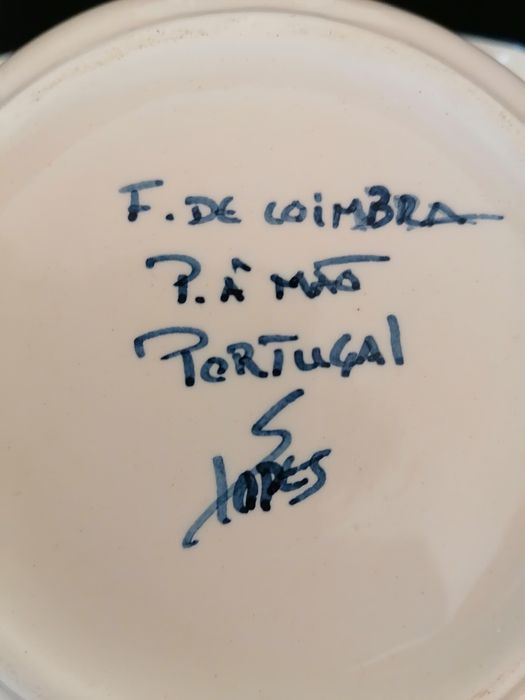 F. DE COIMBRA
P. Â MÃO
PORTUGAL
S
LOPES